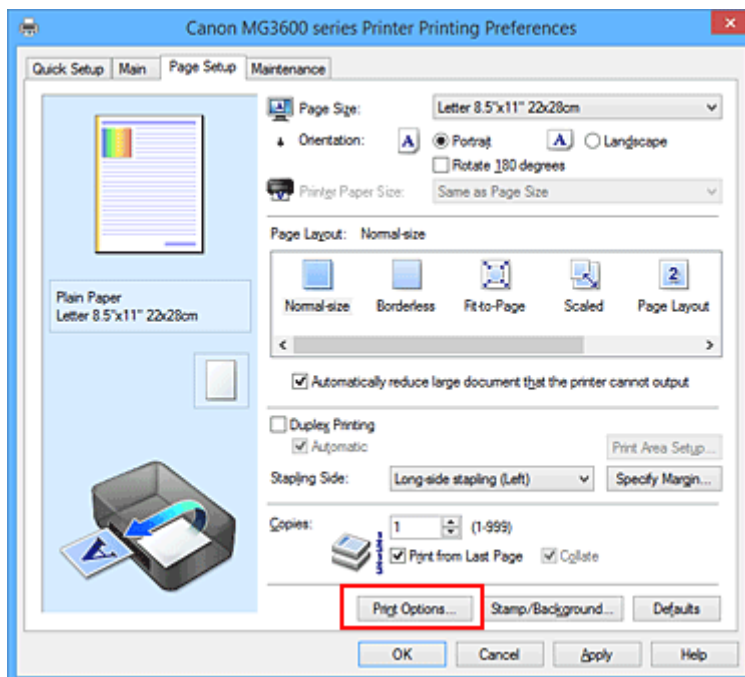 Canon MG3600 series Printer Printing Preferences
Quick Setup Main Page Setup Maintenance
Page Size: Letter 8.5"x11" 22x28cm
Orientation: A Portrait A Landscape
Rotate 180 degrees
Printer Paper Size: Same as Page Size
Page Layout: Normal-size
2
Normal-size Borderless Fit-to-Page Scaled Page Layout
Plain Paper
Letter 8.5"x11" 22x28cm
Automatically reduce large document that the printer cannot output
Duplex Printing
Automatic Print Area Setup...
Stapling Side: Long-side stapling (Left) Specify Margin...
Copies: 1 (1-999)
Print from Last Page Collate
A
Print Options... Stamp/Background... Defaults
OK Cancel Apply Help